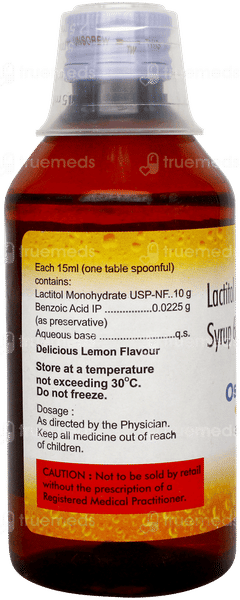 truemeds
Each 15ml (one table spoonful)
contains:
Lactitol Monohydrate USP-NF..10 g
Benzoic Acid IP ................0.0225 g
(as preservative)
Aqueous base ......................q.s.
Delicious Lemon Flavour
Store at a temperature
not exceeding 30°C.
Do not freeze.
Dosage :
As directed by the Physician.
Keep all medicine out of reach
of children.
CAUTION : Not to be sold by retail
without the prescription of a
Registered Medical Practitioner.
Lactitol
Syrup